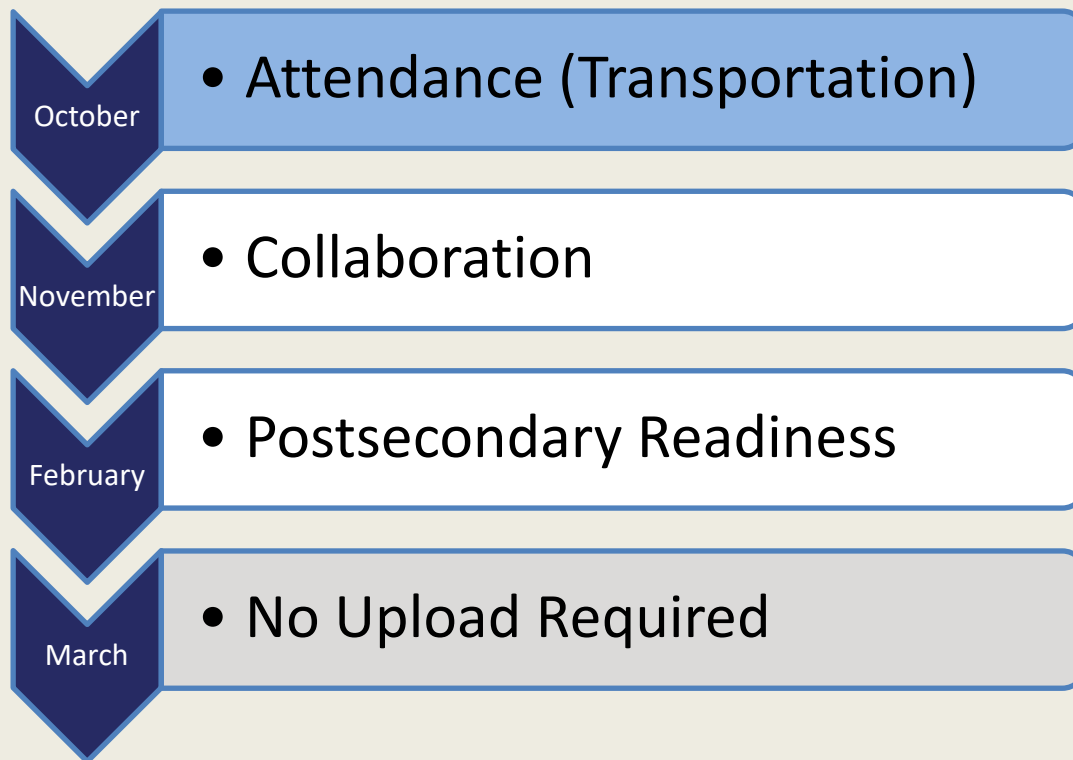 October
• Attendance (Transportation)
November
• Collaboration
February
• Postsecondary Readiness
March
• No Upload Required